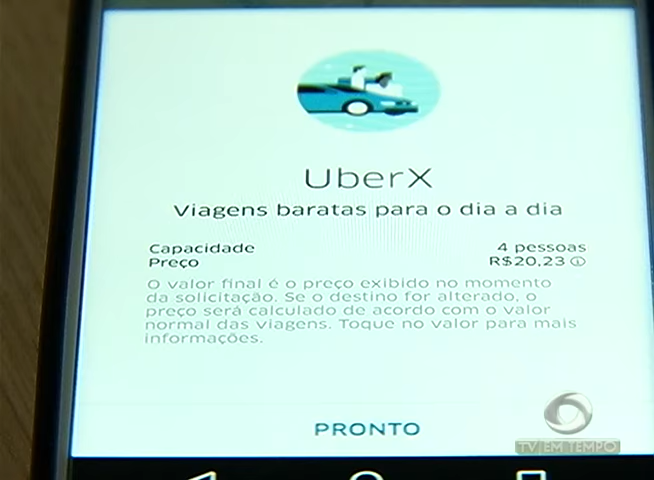 UberX
Viagens baratas para o dia a dia
Capacidade 4 pessoas
Preço R$20,23 ⓘ
O valor final é o preço exibido no momento
da solicitação. Se o destino for alterado, o
preço será calculado de acordo com o valor
normal das viagens. Toque no valor para mais
informações.
PRONTO
TV EM TEMPO